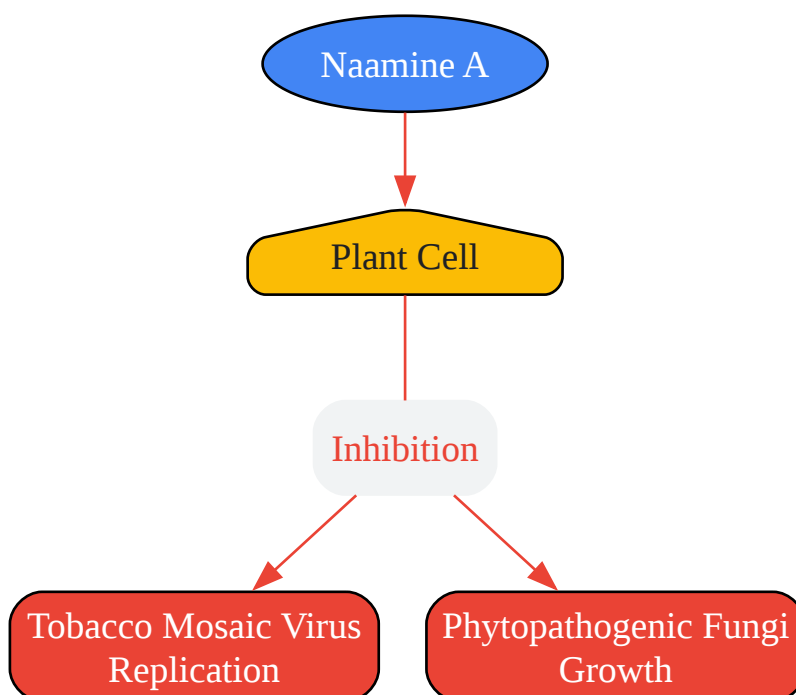 Naamine A
Plant Cell
Inhibition
Tobacco Mosaic Virus
Replication
Phytopathogenic Fungi
Growth